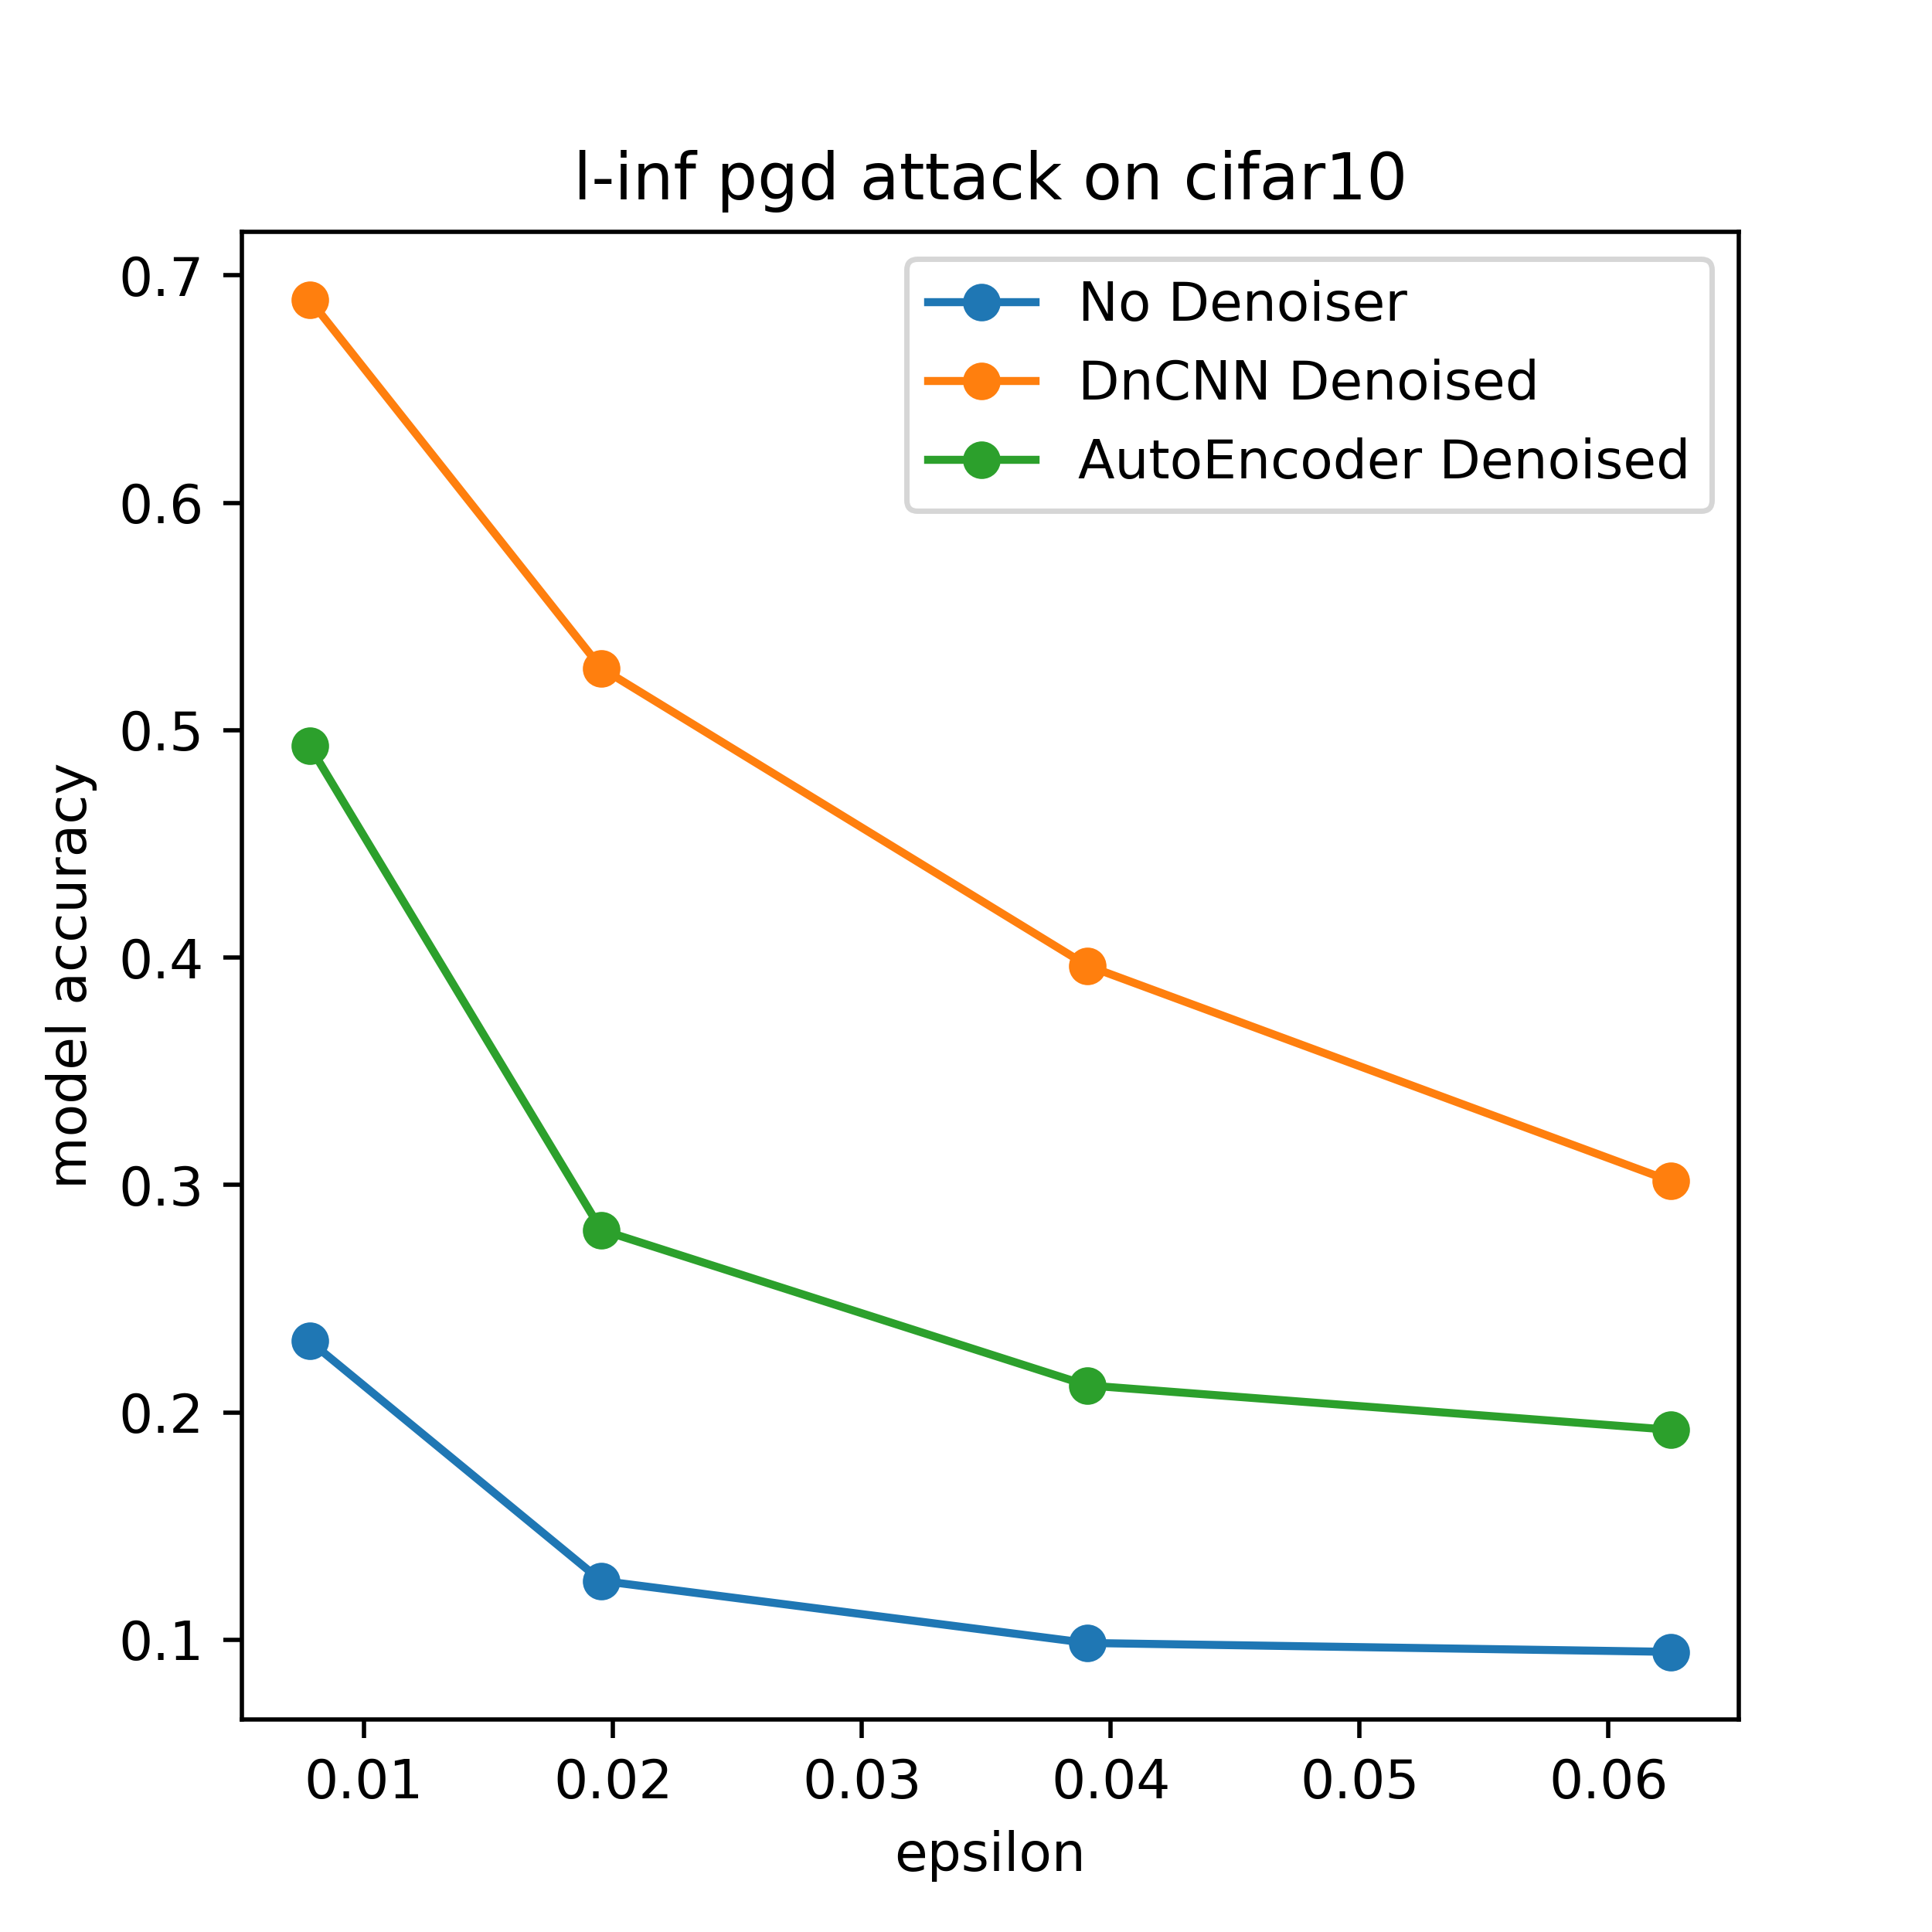 l-inf pgd attack on cifar10
No Denoiser
DnCNN Denoised
AutoEncoder Denoised
model accuracy
0.7
0.6
0.5
0.4
0.3
0.2
0.1
0.01 0.02 0.03 0.04 0.05 0.06
epsilon